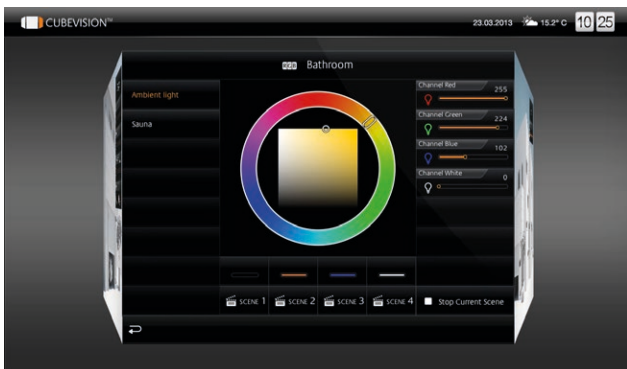 CUBEVISION™
23.03.2013 15.2° C 10 25
Bathroom
Ambient light
Sauna
Channel Red 255
Channel Green 224
Channel Blue 102
Channel White 0
SCENE 1 SCENE 2 SCENE 3 SCENE 4 Stop Current Scene